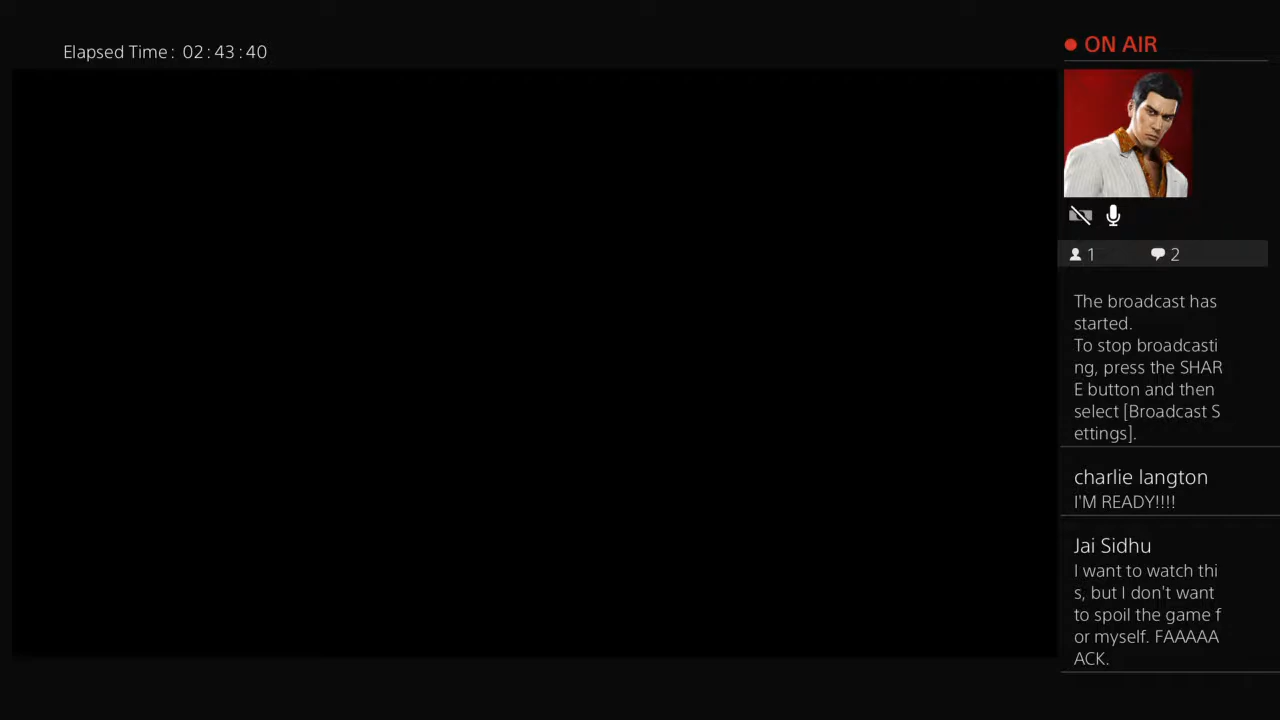 Elapsed Time: 02:43:40
ON AIR
1
2
The broadcast has
started.
To stop broadcasti
ng, press the SHAR
E button and then
select [Broadcast S
ettings].
charlie langton
I'M READY!!!!
Jai Sidhu
I want to watch thi
s, but I don't want
to spoil the game f
or myself. FAAAAA
ACK.